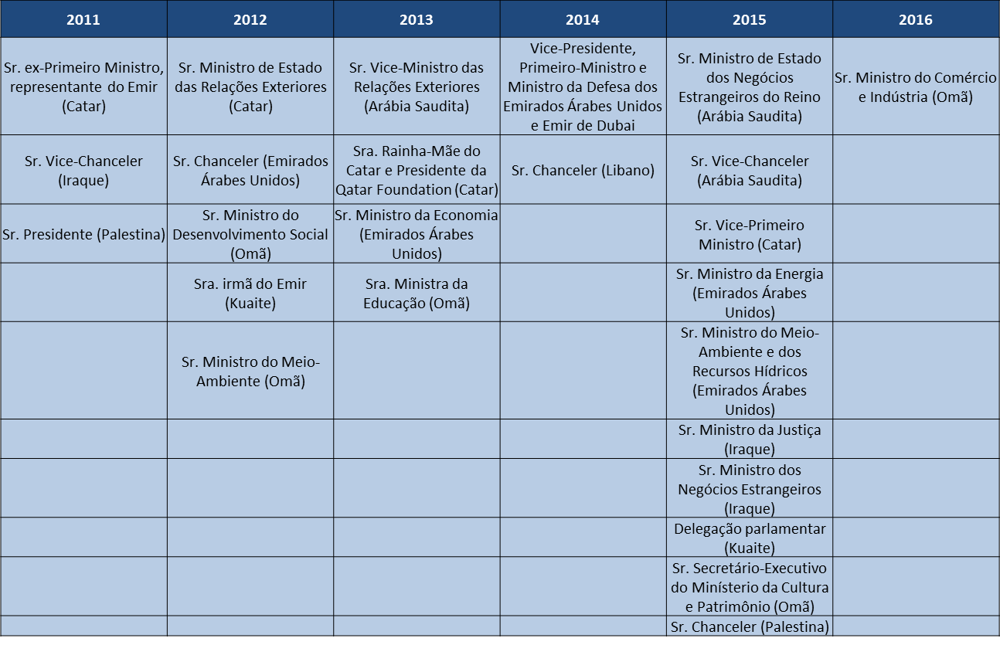 2011
2012
2013
2014
2015
2016
Sr. ex-Primeiro Ministro,
representante do Emir
(Catar)
Sr. Ministro de Estado
das Relações Exteriores
(Catar)
Sr. Vice-Ministro das
Relações Exteriores
(Arábia Saudita)
Vice-Presidente,
Primeiro-Ministro e
Ministro da Defesa dos
Emirados Árabes Unidos
e Emir de Dubai
Sr. Ministro de Estado
dos Negócios
Estrangeiros do Reino
(Arábia Saudita)
Sr. Ministro do Comércio
e Indústria (Omã)
Sr. Vice-Chanceler
(Iraque)
Sr. Chanceler (Emirados
Árabes Unidos)
Sra. Rainha-Mãe do
Catar e Presidente da
Qatar Foundation (Catar)
Sr. Chanceler (Libano)
Sr. Vice-Chanceler
(Arábia Saudita)
Sr. Presidente (Palestina)
Sr. Ministro do
Desenvolvimento Social
(Omã)
Sr. Ministro da Economia
(Emirados Árabes
Unidos)
Sr. Vice-Primeiro
Ministro (Catar)
Sra. irmã do Emir
(Kuaite)
Sra. Ministra da
Educação (Omã)
Sr. Ministro da Energia
(Emirados Árabes
Unidos)
Sr. Ministro do Meio-
Ambiente (Omã)
Sr. Ministro do Meio-
Ambiente e dos
Recursos Hídricos
(Emirados Árabes
Unidos)
Sr. Ministro da Justiça
(Iraque)
Sr. Ministro dos
Negócios Estrangeiros
(Iraque)
Delegação parlamentar
(Kuaite)
Sr. Secretário-Executivo
do Minísterio da Cultura
e Patrimônio (Omã)
Sr. Chanceler (Palestina)